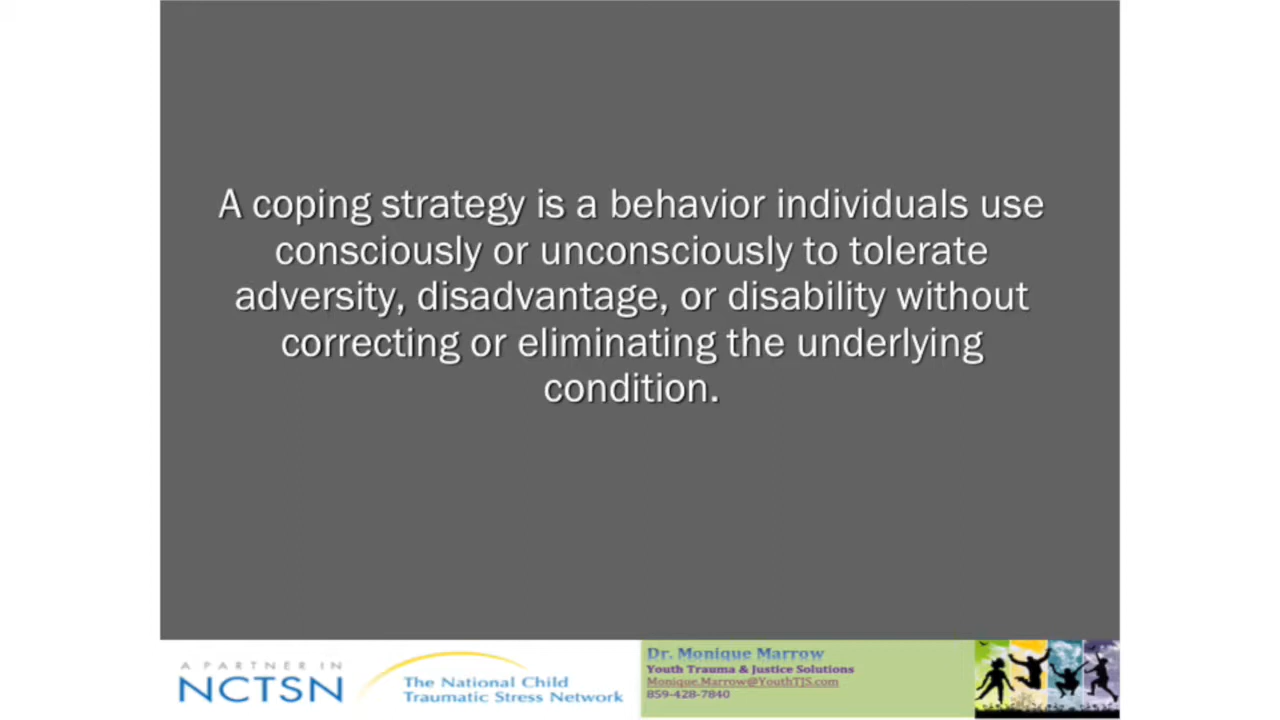 A coping strategy is a behavior individuals use
consciously or unconsciously to tolerate
adversity, disadvantage, or disability without
correcting or eliminating the underlying
condition.
A PARTNER IN
NCTSN
The National Child
Traumatic Stress Network
Dr. Monique Marrow
Youth Trauma & Justice Solutions
Monique.Marrow@YouthTJS.com
859-428-7840